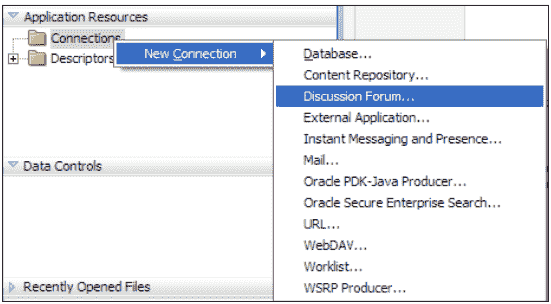 Application Resources
Connections
Descriptors
New Connection
Database...
Content Repository...
Discussion Forum...
External Application...
Instant Messaging and Presence...
Mail...
Oracle PDK-Java Producer...
Oracle Secure Enterprise Search...
URL...
WebDAV...
Worklist...
WSRP Producer...
Data Controls
Recently Opened Files